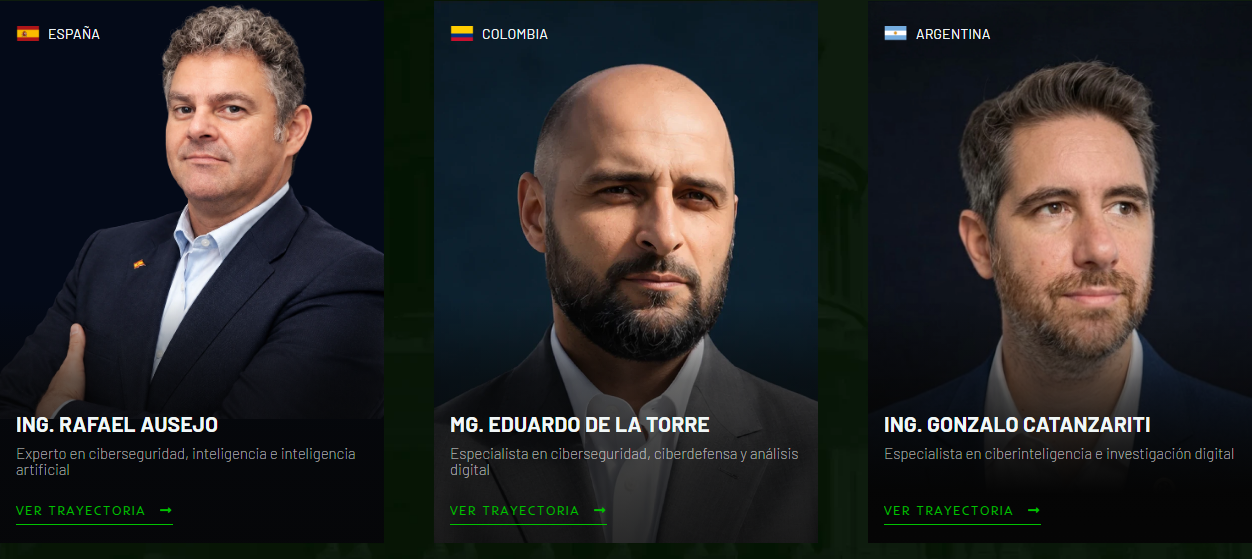 ESPAÑA
ING. RAFAEL AUSEJO
Experto en ciberseguridad, inteligencia e inteligencia
artificial
VER TRAYECTORIA →
COLOMBIA
MG. EDUARDO DE LA TORRE
Especialista en ciberseguridad, ciberdefensa y análisis
digital
VER TRAYECTORIA →
ARGENTINA
ING. GONZALO CATANZARITI
Especialista en ciberinteligencia e investigación digital
VER TRAYECTORIA →